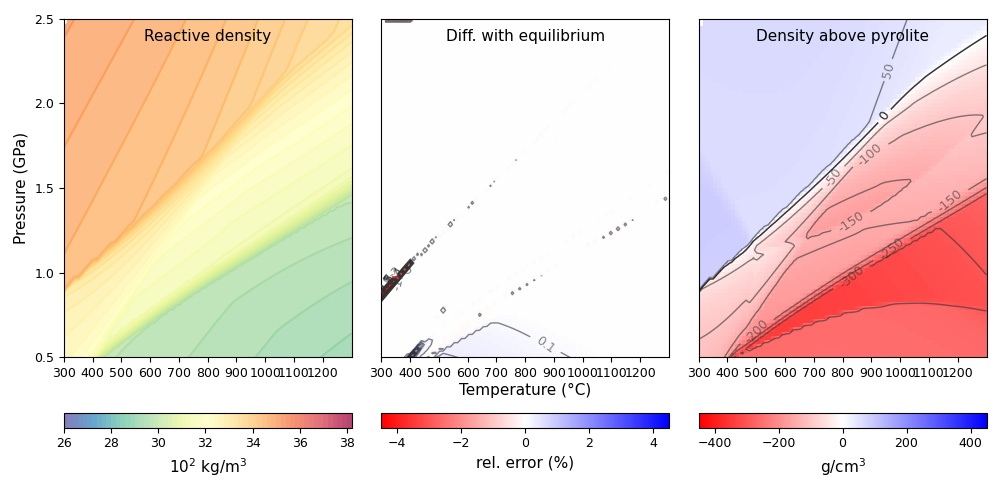 Reactive density
Diff. with equilibrium
Density above pyrolite
2.5
2.0
1.5
1.0
0.5
Pressure (GPa)
300 400 500 600 700 800 900 1000 1100 1200
300 400 500 600 700 800 900 1000 1100 1200
300 400 500 600 700 800 900 1000 1100 1200
Temperature (°C)
0.1
50
0
-50
-100
-150
-150
-250
-300
-200
26 28 30 32 34 36 38
10² kg/m³
−4 −2 0 2 4
rel. error (%)
−400 −200 0 200 400
g/cm³